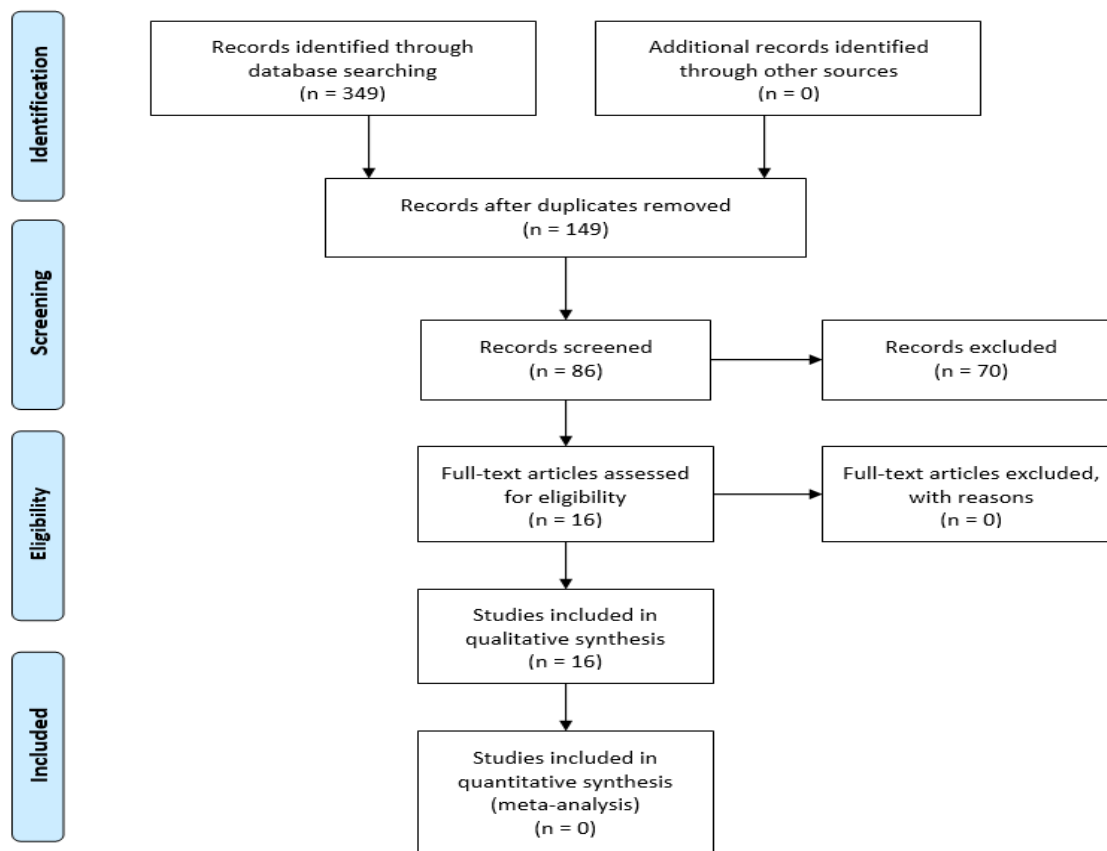 Identification
Records identified through
database searching
(n = 349)
Additional records identified
through other sources
(n = 0)
Records after duplicates removed
(n = 149)
Screening
Records screened
(n = 86)
Records excluded
(n = 70)
Eligibility
Full-text articles assessed
for eligibility
(n = 16)
Full-text articles excluded,
with reasons
(n = 0)
Studies included in
qualitative synthesis
(n = 16)
Included
Studies included in
quantitative synthesis
(meta-analysis)
(n = 0)